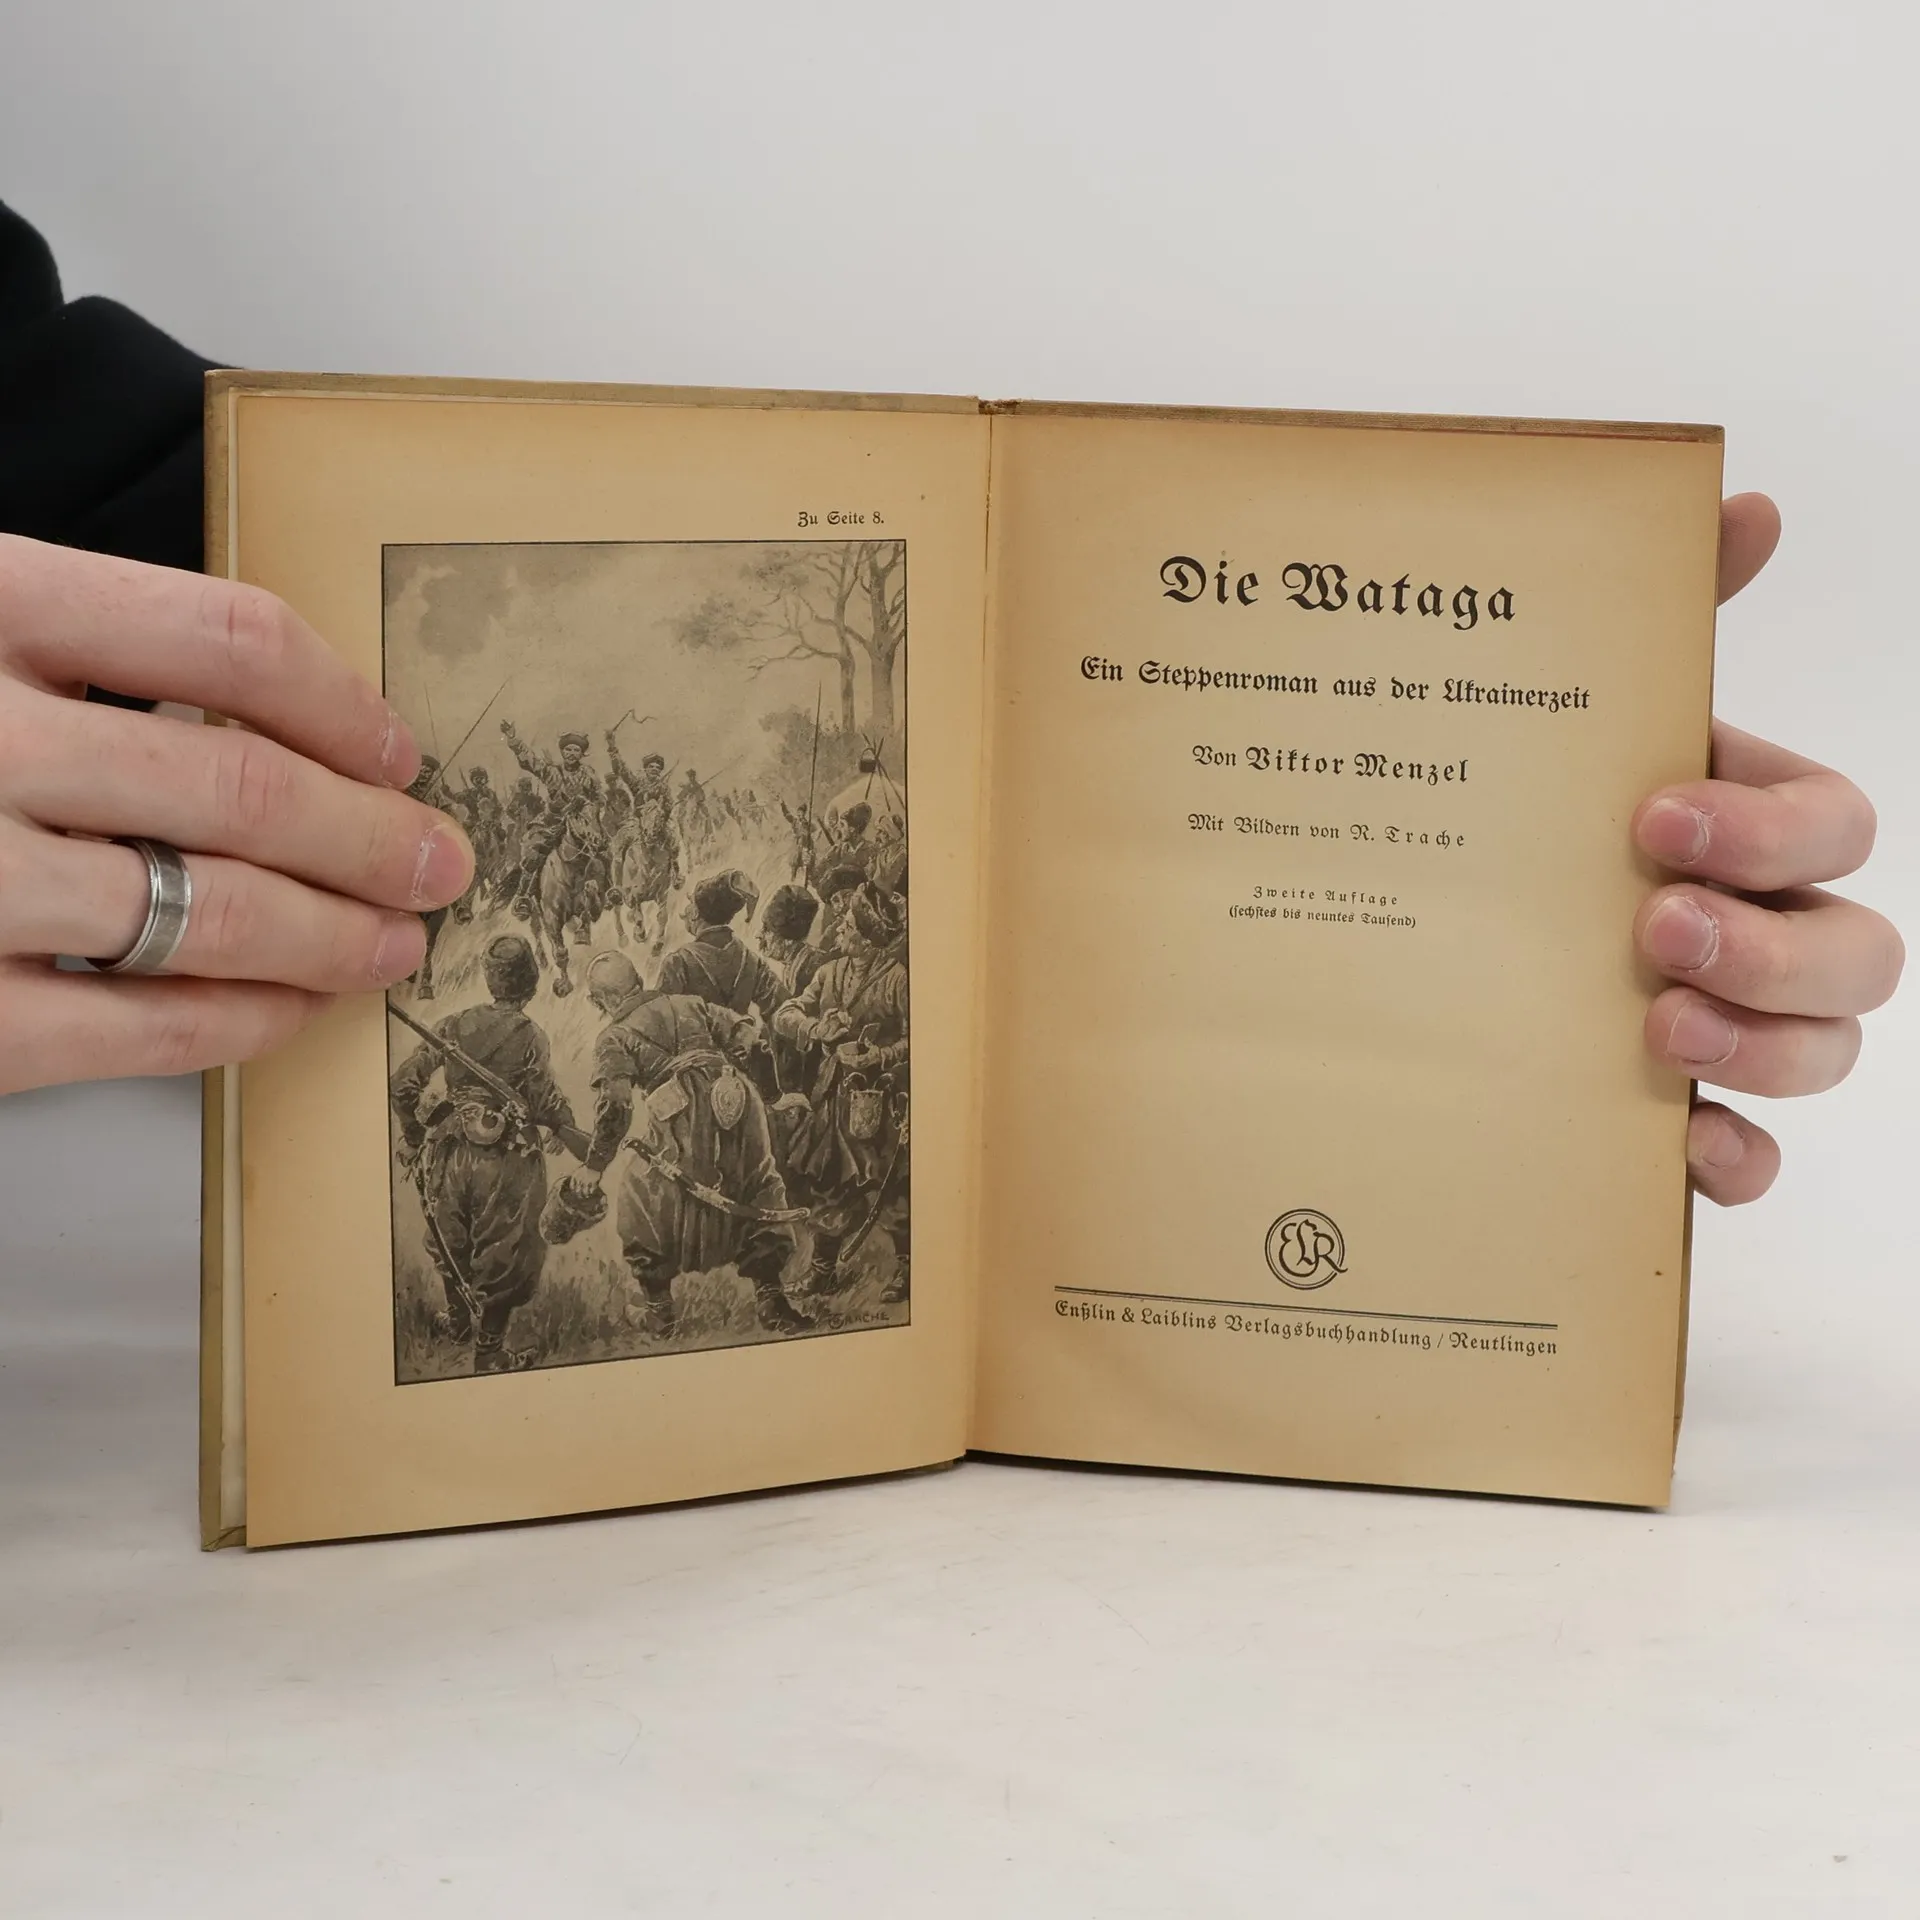 Zu Seite 8.
TRACHE
Die Wataga
Ein Steppenroman aus der Ukrainerzeit
Von Viktor Menzel
Mit Bildern von R. Trache
Zweite Auflage
(sechstes bis neuntes Tausend)
ELR
Enßlin & Laiblins Verlagsbuchhandlung / Reutlingen